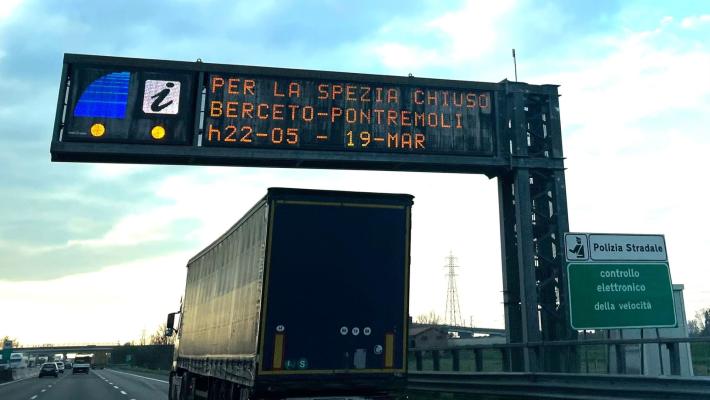 i
PER LA SPEZIA CHIUSO
BERCETO-PONTREMOLI
h22-05 - 19-MAR
Polizia Stradale
controllo
elettronico
della velocità